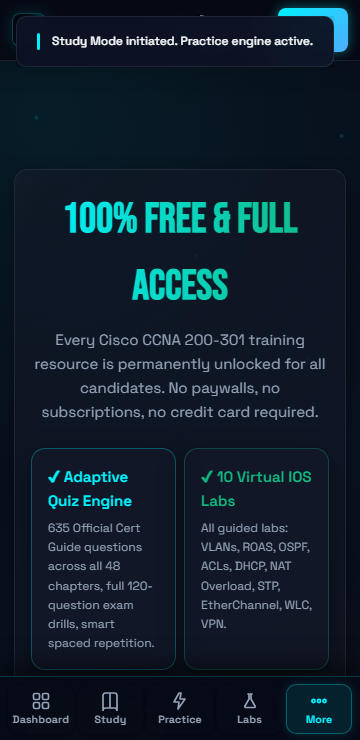 Study Mode initiated. Practice engine active.
100% FREE & FULL
ACCESS
Every Cisco CCNA 200-301 training
resource is permanently unlocked for all
candidates. No paywalls, no
subscriptions, no credit card required.
✓ Adaptive
Quiz Engine
635 Official Cert
Guide questions
across all 48
chapters, full 120-
question exam
drills, smart
spaced repetition.
✓ 10 Virtual IOS
Labs
All guided labs:
VLANs, ROAS, OSPF,
ACLs, DHCP, NAT
Overload, STP,
EtherChannel, WLC,
VPN.
Dashboard
Study
Practice
Labs
More